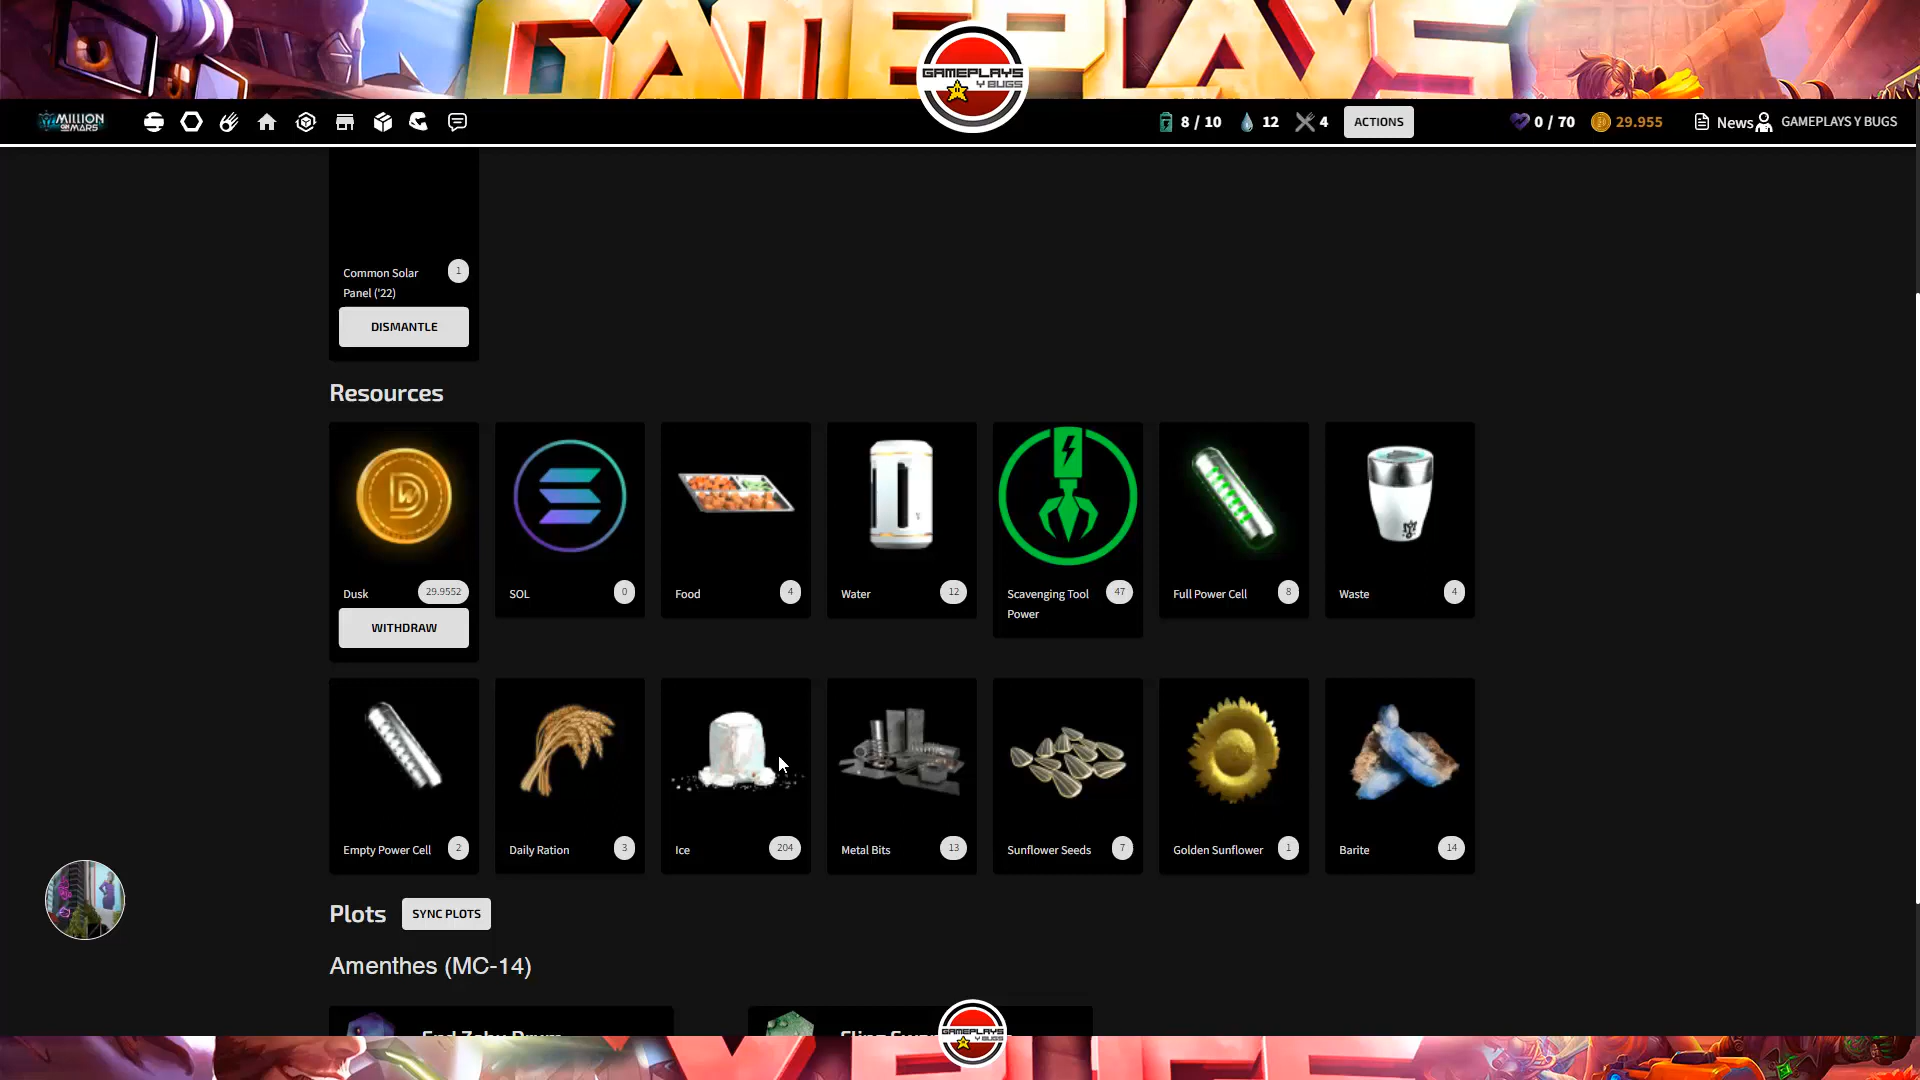 GAMEPLAYS
GAMEPLAYS
Y BUGS
MILLION
ON MARS
8 / 10
12
4
ACTIONS
0 / 70
29.955
News
GAMEPLAYS Y BUGS
Common Solar
Panel ('22)
1
DISMANTLE
Resources
Dusk
29.9552
SOL
0
Food
4
Water
12
Scavenging Tool
Power
47
Full Power Cell
8
Waste
4
WITHDRAW
Empty Power Cell
2
Daily Ration
3
Ice
204
Metal Bits
13
Sunflower Seeds
7
Golden Sunflower
1
Barite
14
Plots
SYNC PLOTS
Amenthes (MC-14)
GAMEPLAYS
Y BUGS